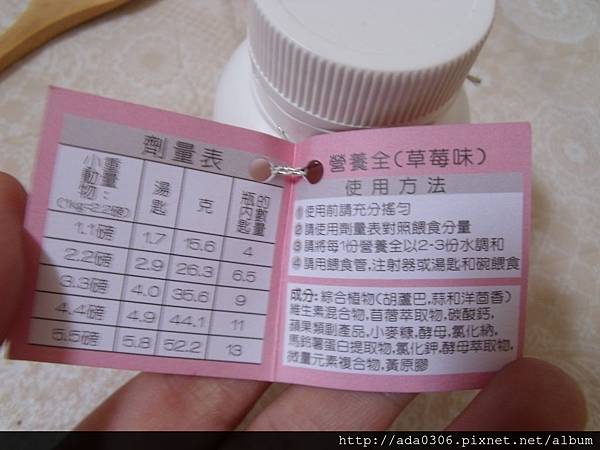 劑量表
小動物：重量 (1kg=2.2磅) 湯匙 克 瓶內匙的數量
1.1磅 1.7 15.6 4
2.2磅 2.9 26.3 6.5
3.3磅 4.0 35.6 9
4.4磅 4.9 44.1 11
5.5磅 5.8 52.2 13
營養全(草莓味)
使用方法
①使用前請充分搖勻
②請使用劑量表對照餵食分量
③請將每1份營養全以2-3份水調和
④請用餵食管,注射器或湯匙和碗餵食
成分:綜合植物(胡蘆巴,蒜和洋茴香)
維生素混合物,苜蓿萃取物,碳酸鈣,
蘋果類副產品,小麥糠,酵母,氯化納,
馬鈴薯蛋白提取物,氯化鉀,酵母萃取物,
微量元素複合物,黃原膠
http://ada0306.pixnet.net/album